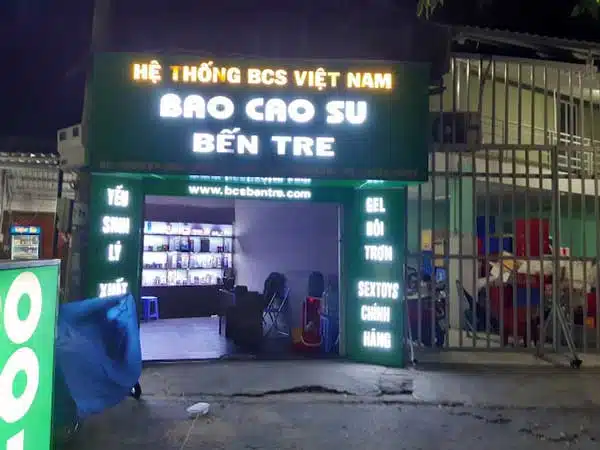 HỆ THỐNG BCS VIỆT NAM
BAO CAO SU
BẾN TRE
www.bcsbentre.com
YẾU
SINH
LÝ
XUẤT
GEL
BÔI
TRƠN
SEXTOYS
CHÍNH
HÃNG